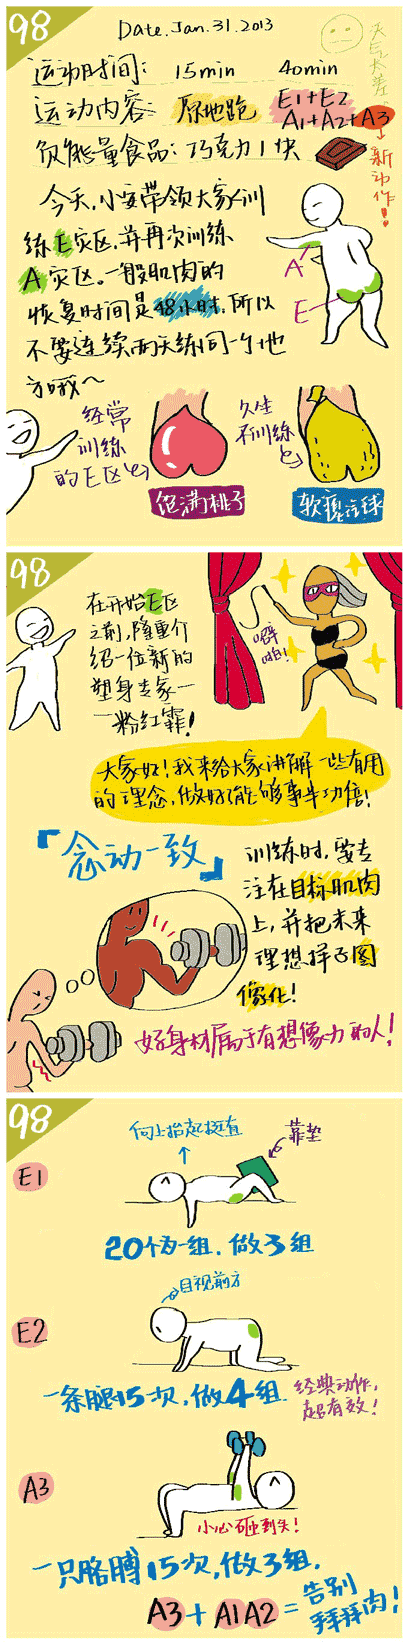 98
Date. Jan. 31. 2013
天气太差
运动时间: 15min 40min
运动内容 原地跑 E1+E2
A1+A2+A3
→新动作!
负能量食品: 巧克力1块
今天,小安带领大家训
练E灾区,并再次训练
A灾区。一般肌肉的
恢复时间是48小时,所以
不要连续两天练同一个地
方哦~
A
E
经常
训练
的E区
久坐
不训练
饱满桃子
98
在开始E区
之前,隆重介
绍一位新的
塑身专家—
—粉红霏!
噼
啪!
大家好!我来给大家讲解一些有用
的理念,做好了能够事半功倍!
「念动一致」
训练时,要专
注在目标肌肉
上,并把未来
理想样子图
像化!
好身材属于有想像力的人!
98
E1
向上抬起挺直
靠垫
20个为一组,做3组
E2
目视前方
一条腿15次,做4组
经典动作,
超有效!
A3
小心砸到头!
一只胳膊15次,做3组.
A3+A1A2=告别
拜拜肉!